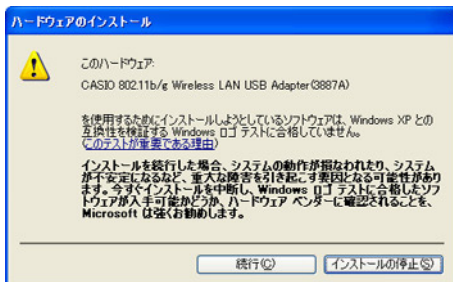 ハードウェアのインストール
このハードウェア:
CASIO 802.11b/g Wireless LAN USB Adapter(3887A)
を使用するためにインストールしようとしているソフトウェアは、Windows XP との
互換性を検証する Windows ロゴ テストに合格していません。
(このテストが重要である理由)
インストールを続行した場合、システムの動作が損なわれたり、システム
が不安定になるなど、重大な障害を引き起こす要因となる可能性があり
ます。今すぐインストールを中断し、Windows ロゴ テストに合格したソフ
トウェアが入手可能かどうか、ハードウェア ベンダーに確認されることを、
Microsoft は強くお勧めします。
続行(C)
インストールの停止(S)